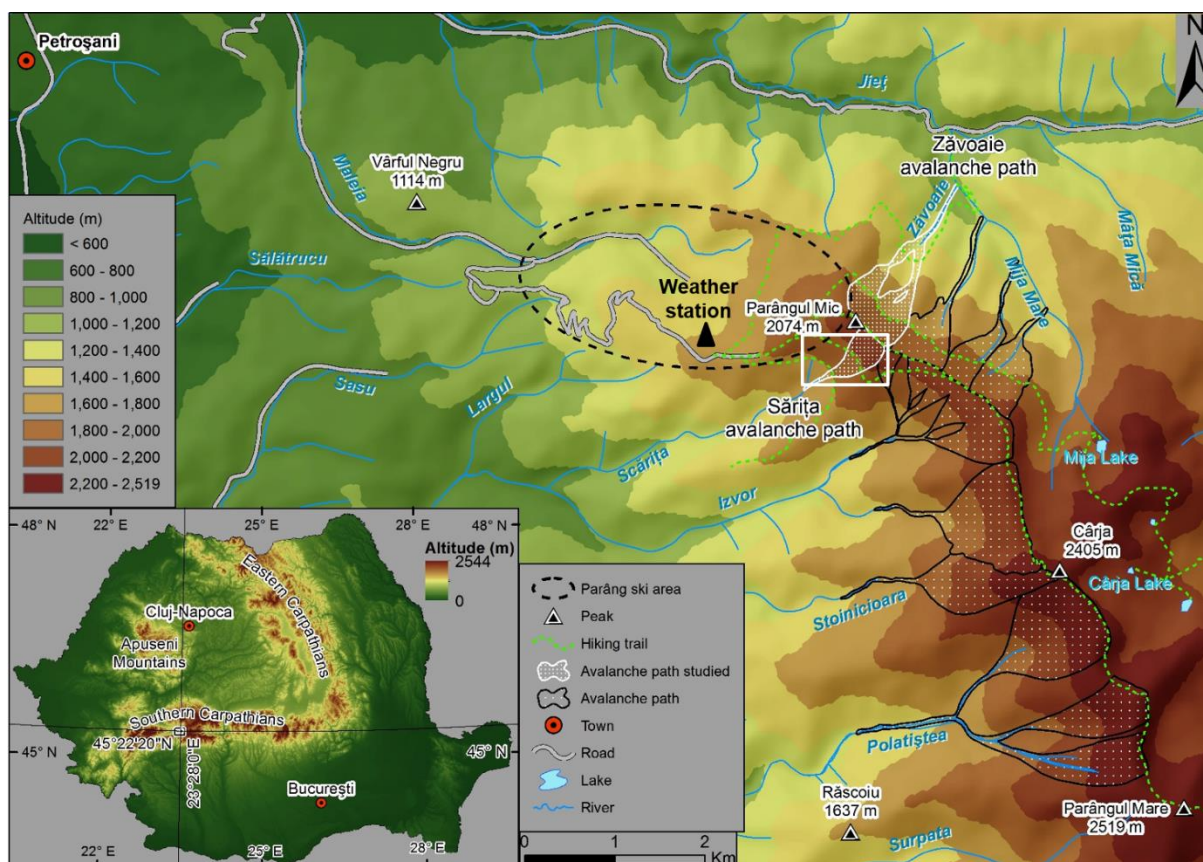 Petroşani
N
Jieţ
Zăvoaie
avalanche path
Vârful Negru
1114 m
Maleia
Zăvoaie
Mâţa Mică
Mija Mare
Altitude (m)
< 600
600 - 800
800 - 1,000
1,000 - 1,200
1,200 - 1,400
1,400 - 1,600
1,600 - 1,800
1,800 - 2,000
2,000 - 2,200
2,200 - 2,519
Sălătrucu
Weather
station
Parângul Mic
2074 m
Sasu
Largul
Săriţa
avalanche path
Scăriţa
Izvor
Mija Lake
Cârja
2405 m
Cârja Lake
Stoinicioara
Polatiştea
Răscoiu
1637 m
Surpata
Parângul Mare
2519 m
48° N
22° E
25° E
28° E
48° N
Altitude (m)
2544
0
Eastern Carpathians
Cluj-Napoca
Apuseni
Mountains
Southern Carpathians
45°22'20"N
23°28'0"E
45° N
45° N
Bucureşti
22° E
25° E
28° E
Parâng ski area
Peak
Hiking trail
Avalanche path studied
Avalanche path
Town
Road
Lake
River
0 1 2
Km